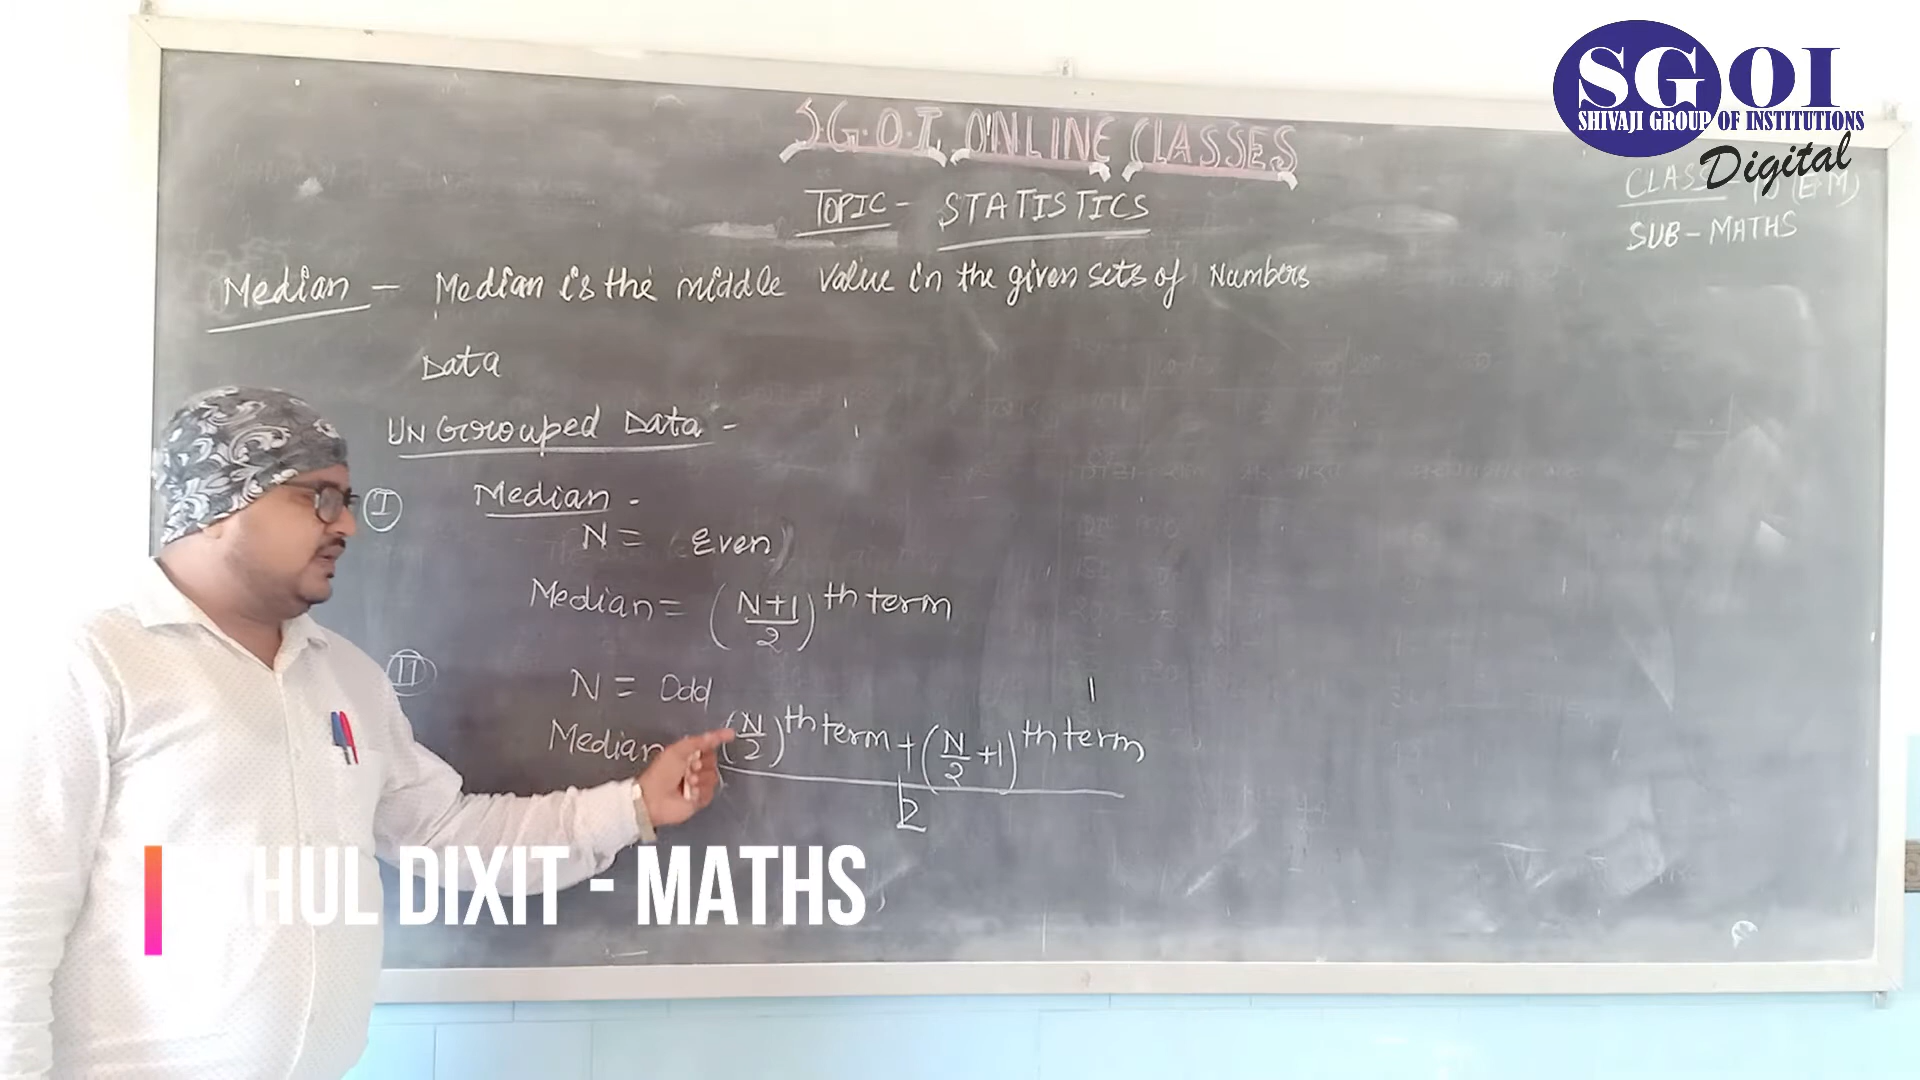 SGOI
SHIVAJI GROUP OF INSTITUTIONS
Digital
S.G.O.I. ONLINE CLASSES
TOPIC - STATISTICS
CLASS - (E.M)
SUB - MATHS
Median - Median is the middle value in the given sets of Numbers
Data
UnGrouped Data -
I Median -
N = Even
Median = (N+1/2)th term
II
N = Odd
Median (N/2)th term + (N/2 +1)th term
2
HUL DIXIT - MATHS